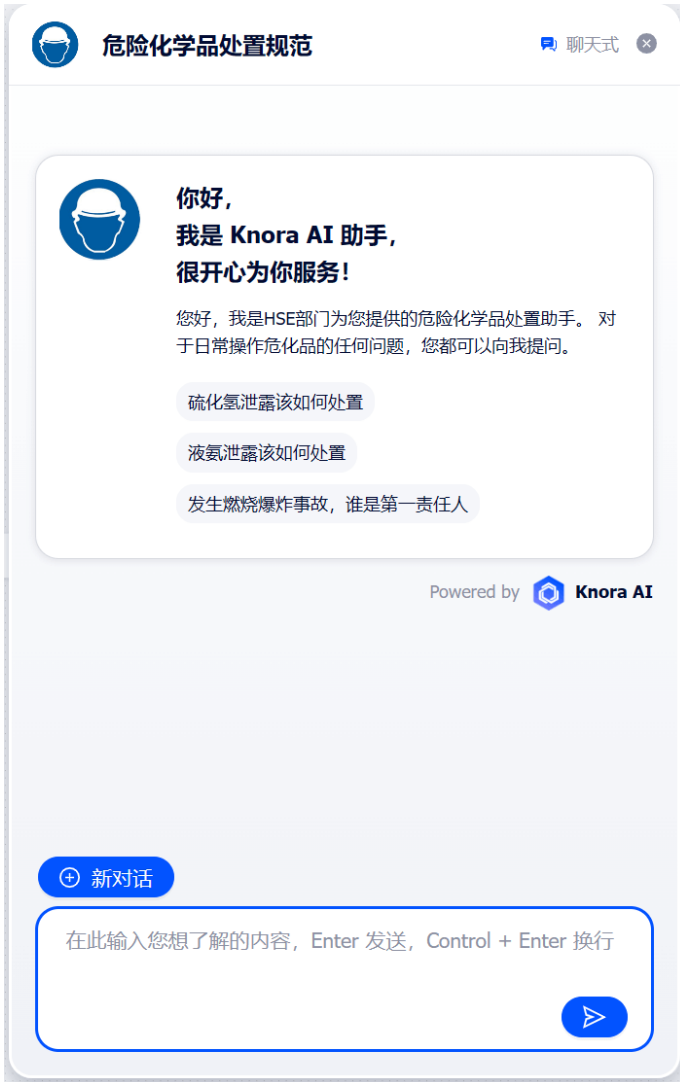 危险化学品处置规范
聊天式
你好，
我是 Knora AI 助手，
很开心为你服务！
您好，我是HSE部门为您提供的危险化学品处置助手。 对
于日常操作危化品的任何问题，您都可以向我提问。
硫化氢泄露该如何处置
液氨泄露该如何处置
发生燃烧爆炸事故，谁是第一责任人
Powered by Knora AI
新对话
在此输入您想了解的内容，Enter 发送，Control + Enter 换行